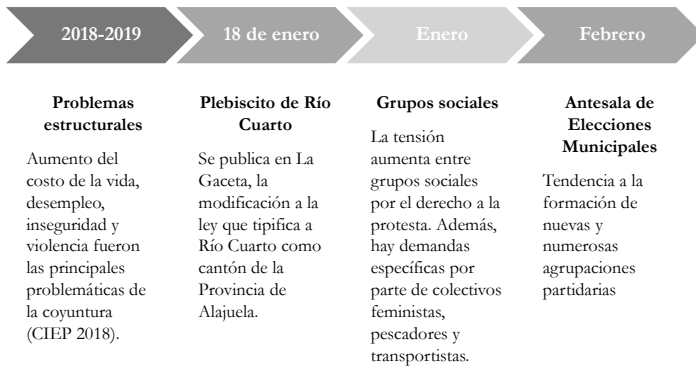 2018-2019
18 de enero
Enero
Febrero
Problemas
estructurales
Aumento del
costo de la vida,
desempleo,
inseguridad y
violencia fueron
las principales
problemáticas de
la coyuntura
(CIEP 2018).
Plebiscito de Río
Cuarto
Se publica en La
Gaceta, la
modificación a la
ley que tipifica a
Río Cuarto como
cantón de la
Provincia de
Alajuela.
Grupos sociales
La tensión
aumenta entre
grupos sociales
por el derecho a la
protesta. Además,
hay demandas
específicas por
parte de colectivos
feministas,
pescadores y
transportistas.
Antesala de
Elecciones
Municipales
Tendencia a la
formación de
nuevas y
numerosas
agrupaciones
partidarias